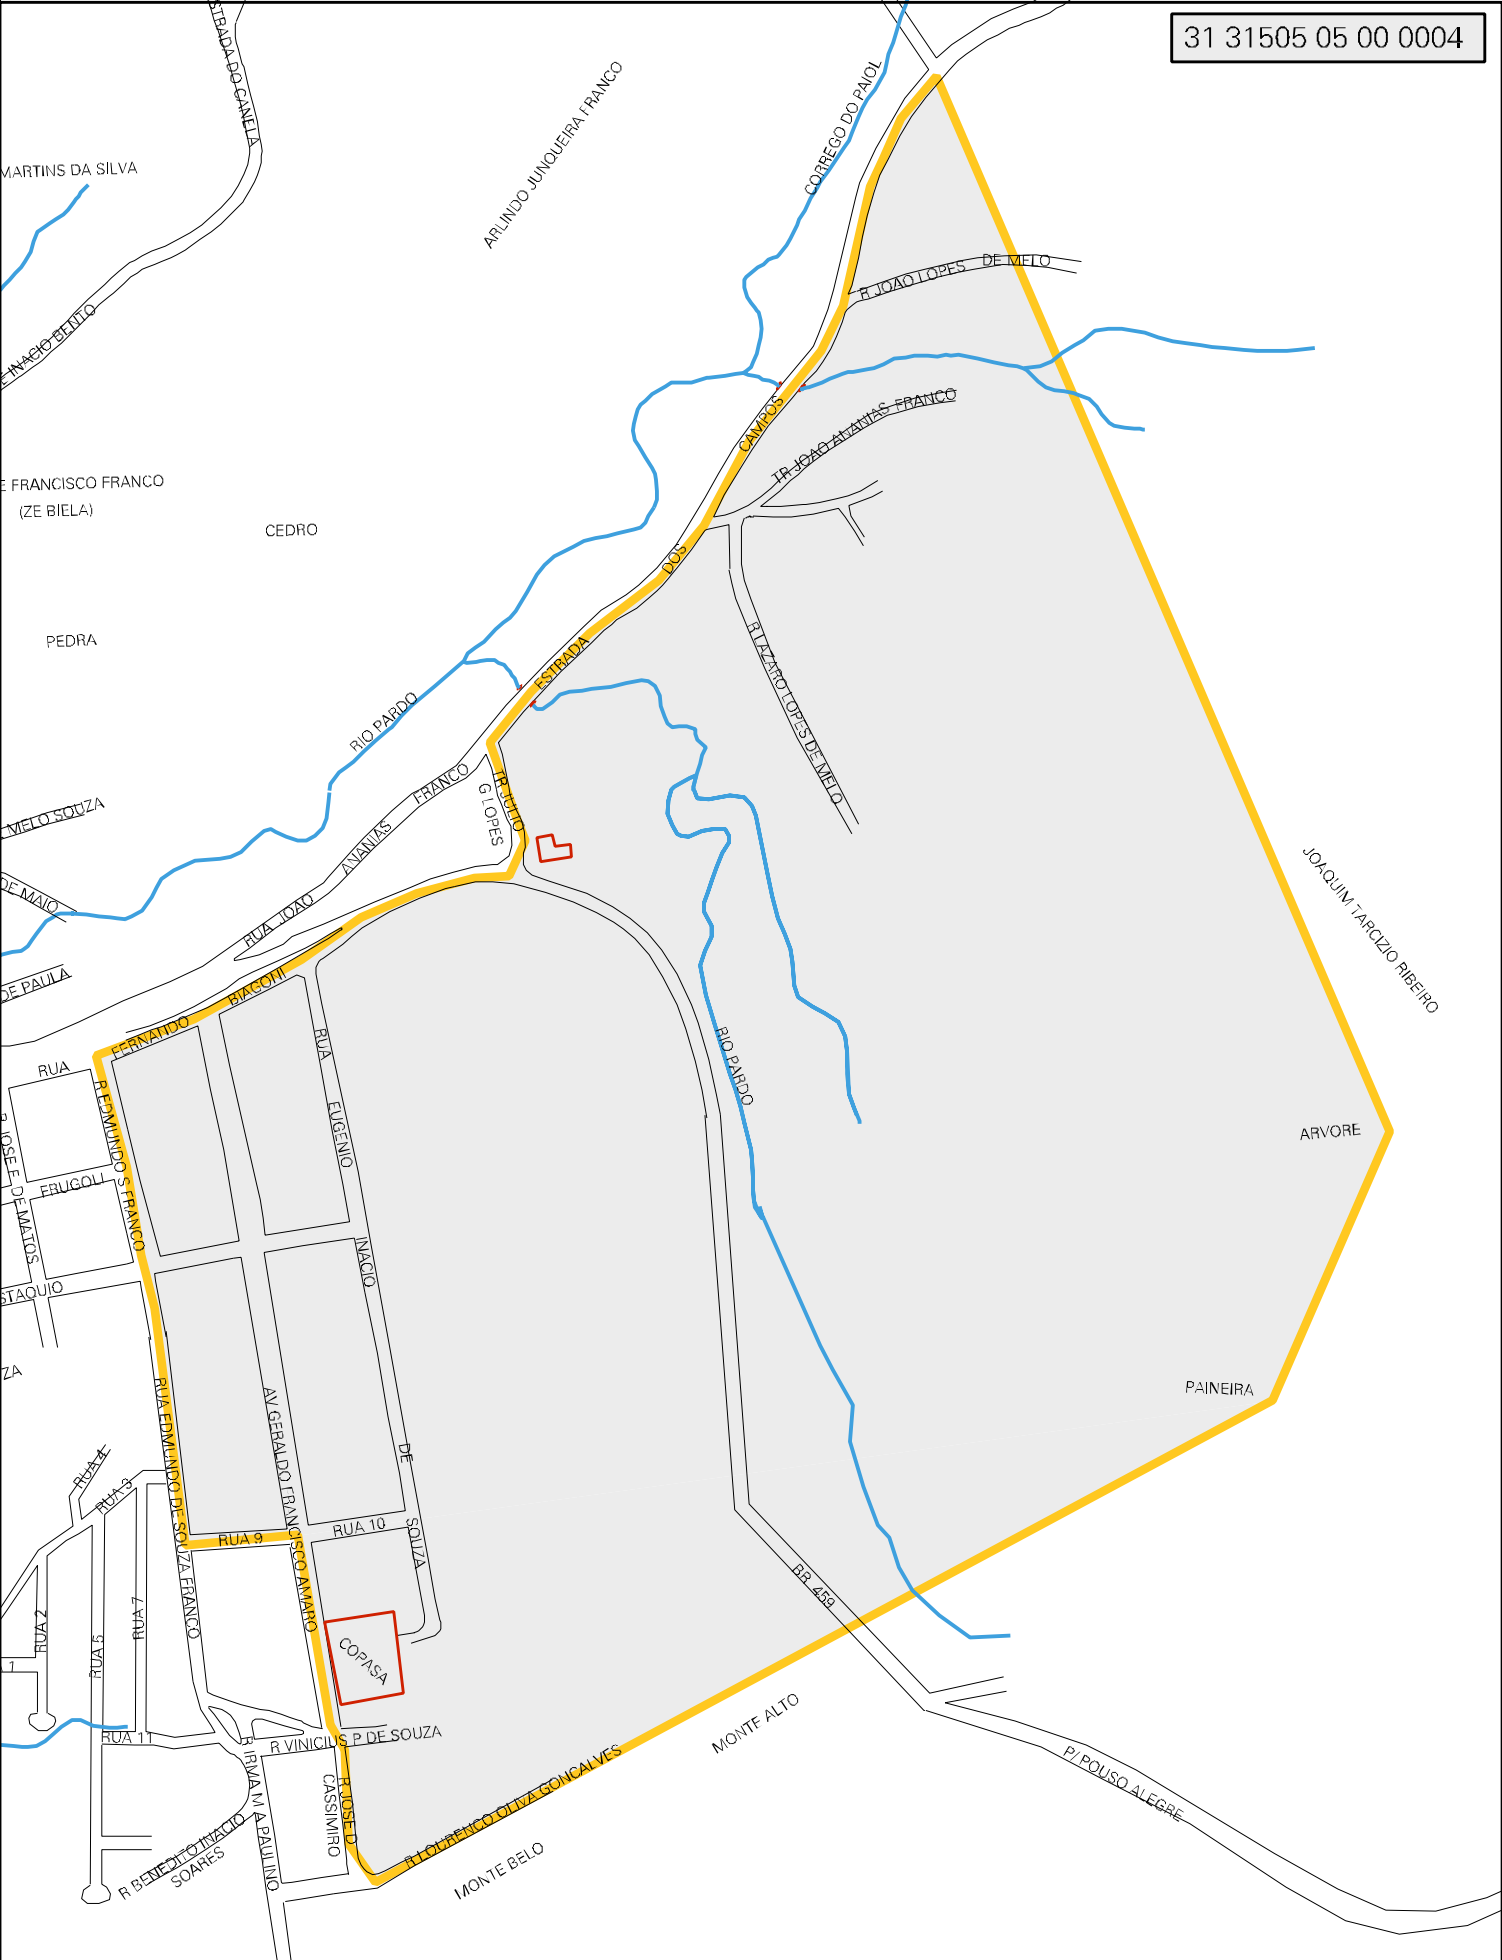 31 31505 05 00 0004
STRADA DO CANELA
MARTINS DA SILVA
ARLINDO JUNQUEIRA FRANCO
CORREGO DO PAIOL
R JOAO LOPES DE MELO
E INACIO BENTO
TR JOAO ANANIAS FRANCO
ESTRADA DOS CAMPOS
E FRANCISCO FRANCO
(ZE BIELA)
CEDRO
PEDRA
RIO PARDO
R LAZARO LOPES DE MELO
TR JULIO
G LOPES
MELO SOUZA
DE MAIO
RUA JOAO ANANIAS FRANCO
DE PAULA
JOAQUIM TARCIZIO RIBEIRO
RUA
FERNANDO BIAGONI
R EDMUNDO S FRANCO
R JOSE E DE MATOS
FRUGOLI
STAQUIO
ZA
RUA EUGENIO INACIO DE SOUZA
RIO PARDO
ARVORE
PAINEIRA
RUA EDMUNDO DE SOUZA FRANCO
AV GERALDO FRANCISCO AMARO
RUA 4
RUA 3
RUA 9
RUA 10
RUA 2
RUA 5
RUA 7
1
RUA 11
COPASA
BR 459
R VINICIUS P DE SOUZA
R IRMA M A PAULINO
R JOSE D
CASSIMIRO
R BENEDITO INACIO
SOARES
R LOURENCO OLIVA GONCALVES
MONTE ALTO
MONTE BELO
P/ POUSO ALEGRE